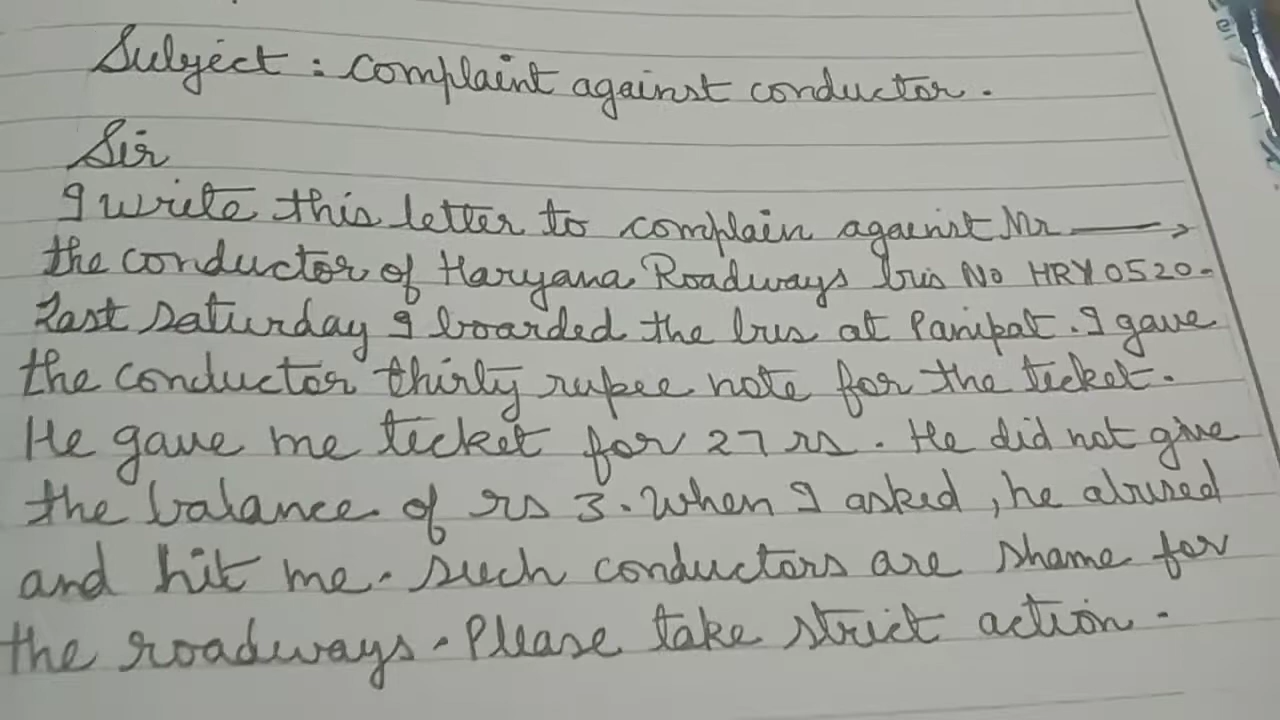 Subject : Complaint against conductor.
Sir
I write this letter to complain against Mr ——
the conductor of Haryana Roadways bus No HRY0520-
Last Saturday I boarded the bus at Panipat. I gave
the conductor thirty rupee note for the ticket.
He gave me ticket for 27 rs. He did not give
the balance of rs 3. When I asked, he abused
and hit me. Such conductors are shame for
the roadways. Please take strict action.